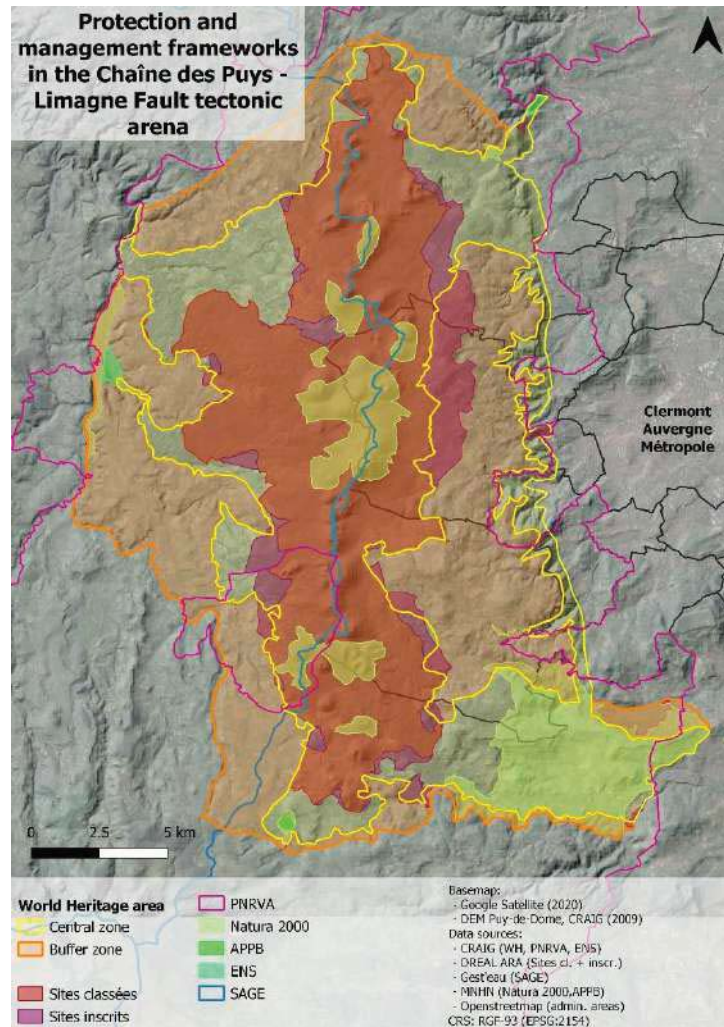 Protection and
management frameworks
in the Chaîne des Puys -
Limagne Fault tectonic
arena
Clermont
Auvergne
Métropole
0 2.5 5 km
World Heritage area
Central zone
Buffer zone
Sites classées
Sites inscrits
PNRVA
Natura 2000
APPB
ENS
SAGE
Basemap:
- Google Satellite (2020)
- DEM Puy-de-Dome, CRAIG (2009)
Data sources:
- CRAIG (WH, PNRVA, ENS)
- DREAL ARA (Sites cl. + inscr.)
- Gest'eau (SAGE)
- MNHN (Natura 2000,APPB)
- Openstreetmap (admin. areas)
CRS: RGF-93 (EPSG:2154)